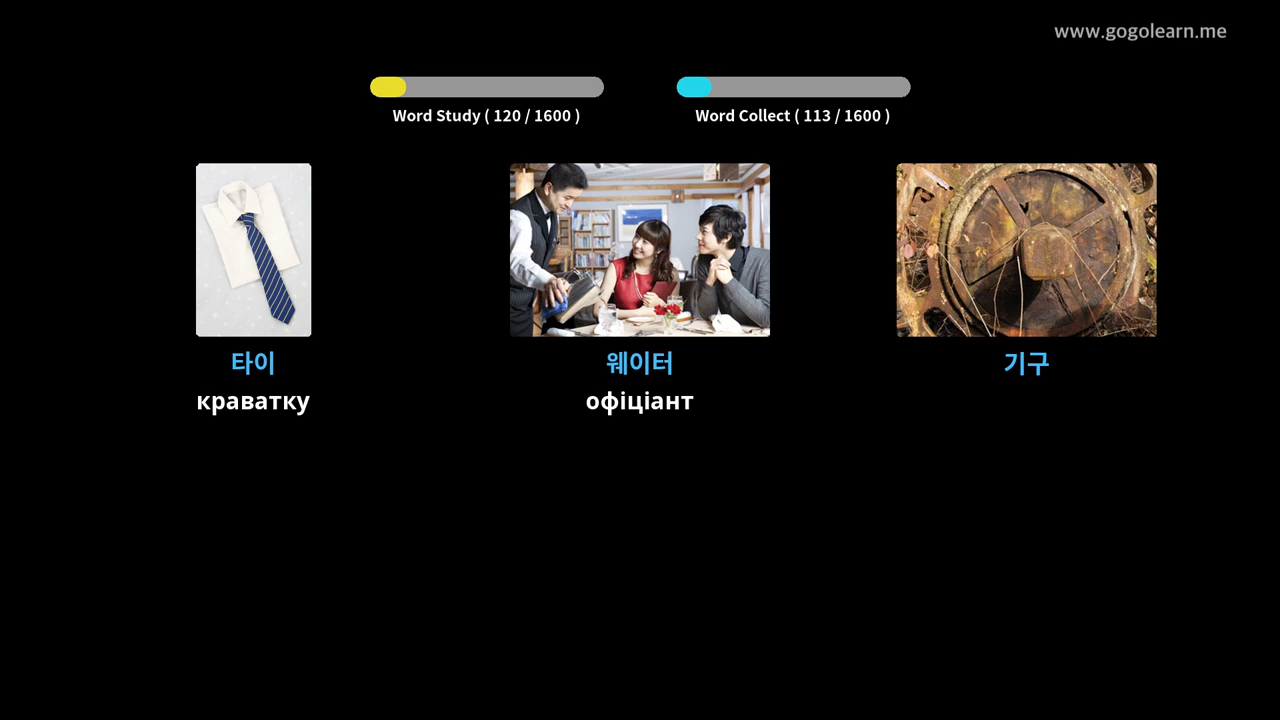 www.gogolearn.me
Word Study ( 120 / 1600 )
Word Collect ( 113 / 1600 )
타이
웨이터
기구
краватку
офіціант